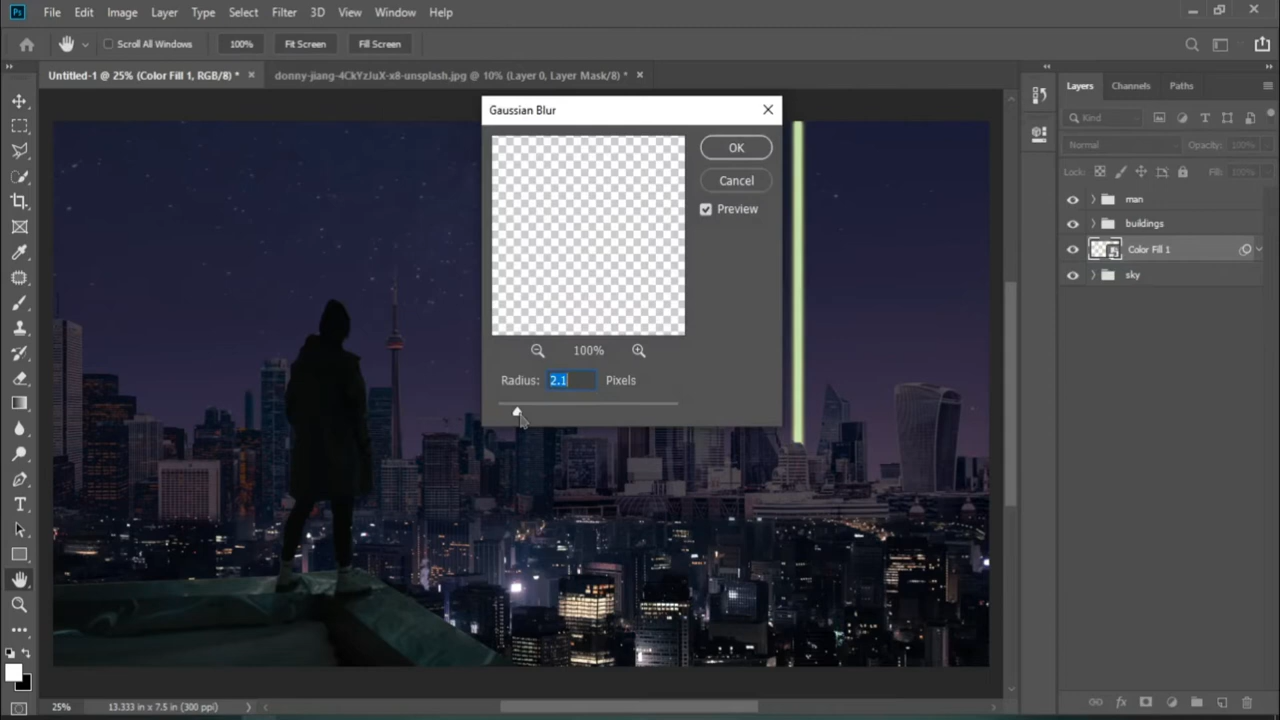 Ps File Edit Image Layer Type Select Filter 3D View Window Help
Scroll All Windows 100% Fit Screen Fill Screen
Untitled-1 @ 25% (Color Fill 1, RGB/8) * × donny-jiang-4CkYzJuX-x8-unsplash.jpg @ 10% (Layer 0, Layer Mask/8) * ×
Gaussian Blur
OK
Cancel
Preview
100%
Radius: 2.1 Pixels
Layers Channels Paths
Kind
Normal Opacity: 100%
Lock: Fill: 100%
man
buildings
Color Fill 1
sky
25% 13.333 in x 7.5 in (300 ppi)